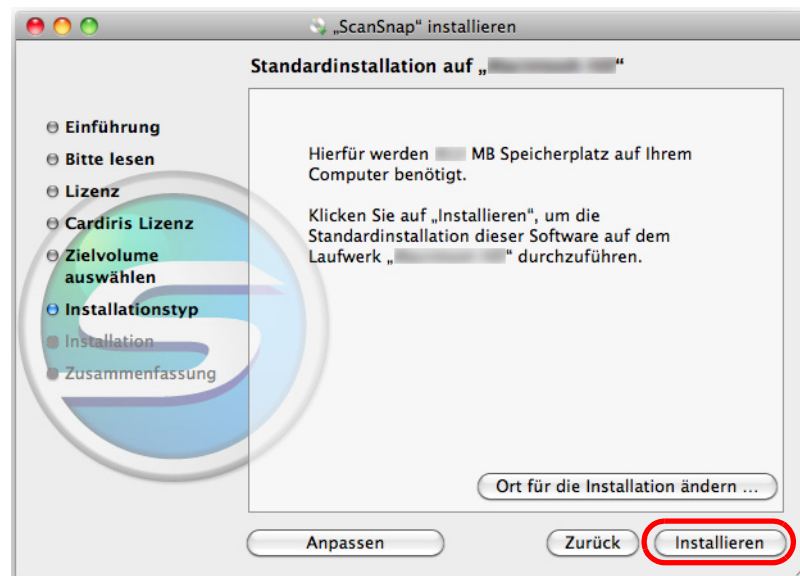 „ScanSnap“ installieren
Standardinstallation auf „ “
Einführung
Bitte lesen
Lizenz
Cardiris Lizenz
Zielvolume
auswählen
Installationstyp
Installation
Zusammenfassung
Hierfür werden MB Speicherplatz auf Ihrem
Computer benötigt.
Klicken Sie auf „Installieren“, um die
Standardinstallation dieser Software auf dem
Laufwerk „ “ durchzuführen.
Ort für die Installation ändern ...
Anpassen
Zurück
Installieren